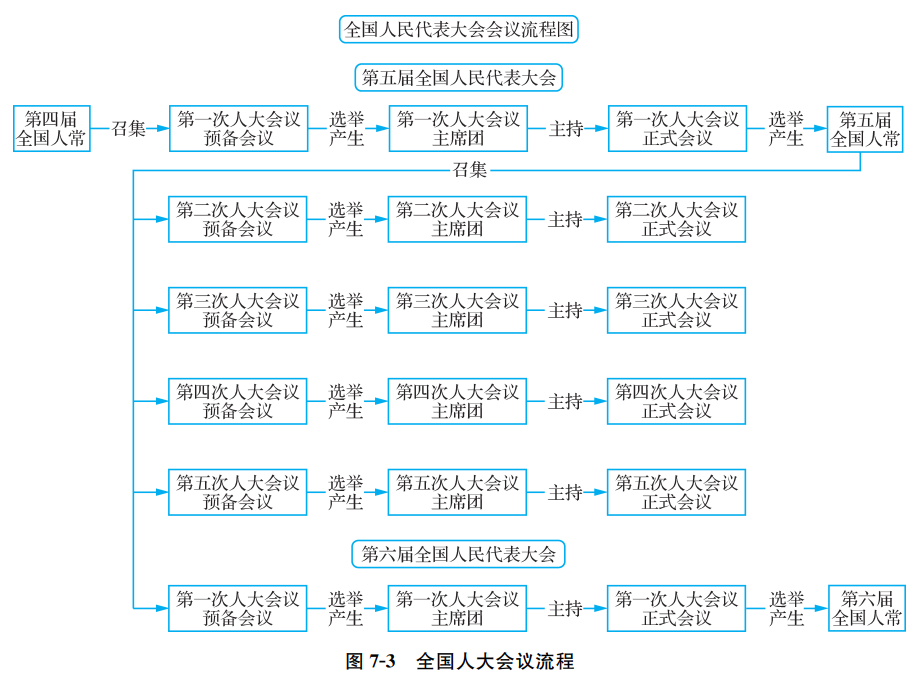 全国人民代表大会会议流程图
第五届全国人民代表大会
第四届
全国人常
召集
第一次人大会议
预备会议
选举
产生
第一次人大会议
主席团
主持
第一次人大会议
正式会议
选举
产生
第五届
全国人常
召集
第二次人大会议
预备会议
选举
产生
第二次人大会议
主席团
主持
第二次人大会议
正式会议
第三次人大会议
预备会议
选举
产生
第三次人大会议
主席团
主持
第三次人大会议
正式会议
第四次人大会议
预备会议
选举
产生
第四次人大会议
主席团
主持
第四次人大会议
正式会议
第五次人大会议
预备会议
选举
产生
第五次人大会议
主席团
主持
第五次人大会议
正式会议
第六届全国人民代表大会
第一次人大会议
预备会议
选举
产生
第一次人大会议
主席团
主持
第一次人大会议
正式会议
选举
产生
第六届
全国人常
图 7-3 全国人大会议流程